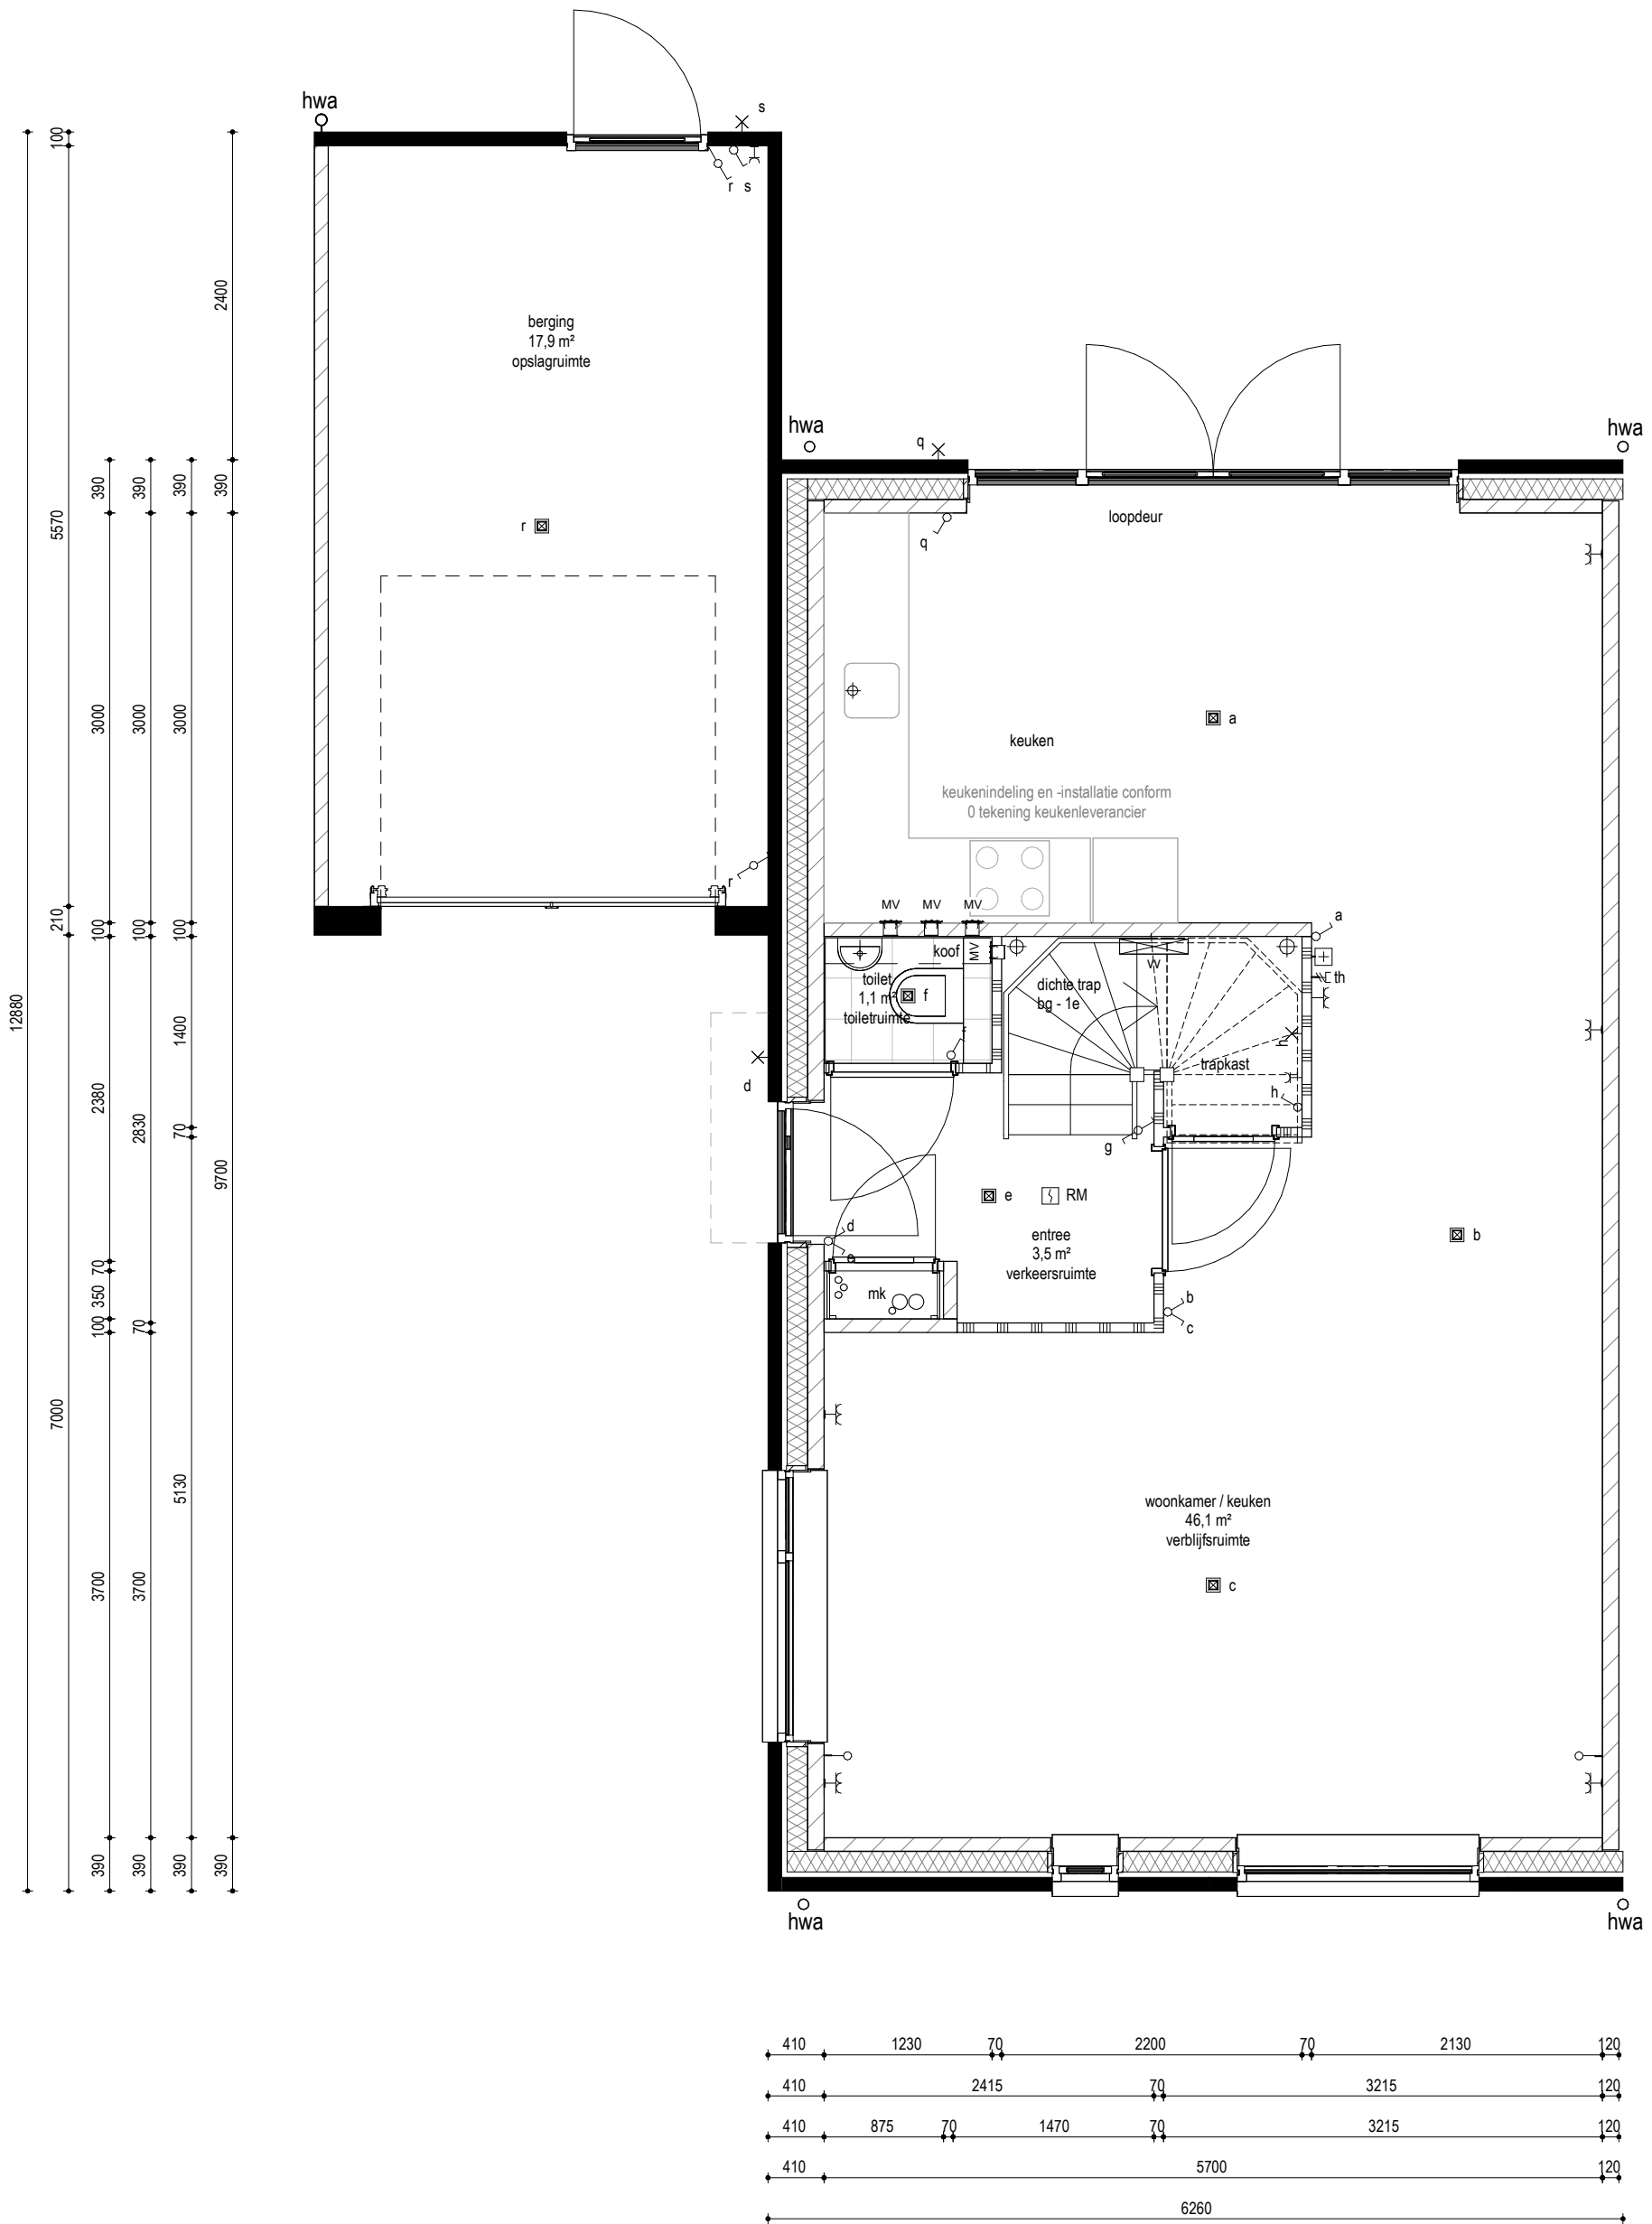 hwa
s
r s
berging
17,9 m²
opslagruimte
r
r
hwa
q
hwa
loopdeur
q
a
keuken
keukenindeling en -installatie conform
0 tekening keukenleverancier
MV MV MV
a
koof
MV
toilet
1,1 m²
toiletruimte
f
f
dichte trap
bg - 1e
vv
th
h
trapkast
h
d
g
e
RM
entree
3,5 m²
verkeersruimte
d
e
mk
b
b
c
woonkamer / keuken
46,1 m²
verblijfsruimte
c
hwa
hwa
12880
100
5570
210
7000
390
3000
100
2380
70
350
100
3700
390
390
3000
100
2830
70
3700
390
390
3000
100
1400
70
5130
390
2400
390
9700
390
410 1230 70 2200 70 2130 120
410 2415 70 3215 120
410 875 70 1470 70 3215 120
410 5700 120
6260